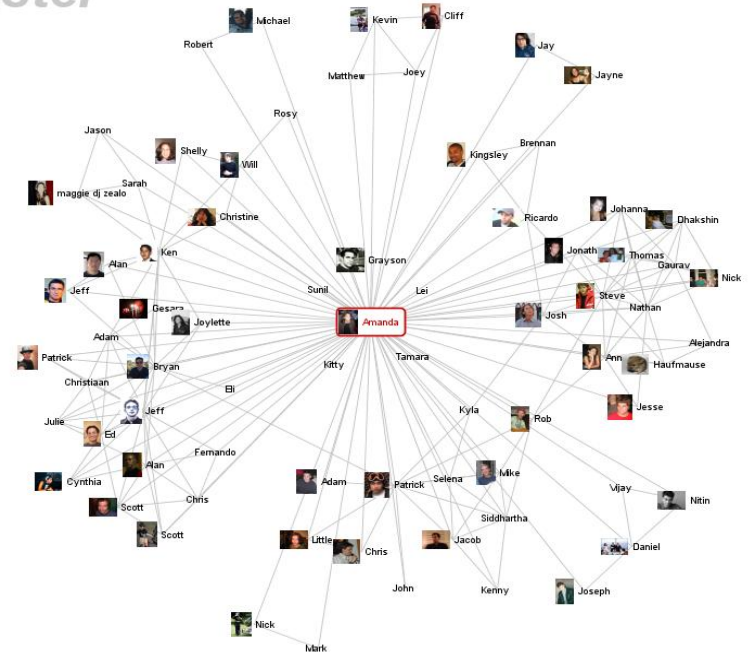 Michael
Kevin
Cliff
Robert
Jay
Matthew
Joey
Jayne
Rosy
Jason
Brennan
Shelly
Kingsley
Will
Sarah
maggie dj zealo
Christine
Ricardo
Johanna
Dhakshin
Ken
Jonath
Thomas
Grayson
Alan
Gaurav
Nick
Jeff
Sunil
Lei
Steve
Gesara
Nathan
Joylette
Amanda
Josh
Adam
Alejandra
Patrick
Tamara
Ann
Bryan
Kitty
Haufmause
Christiaan
Eli
Jeff
Kyla
Jesse
Julie
Rob
Ed
Fernando
Alan
Mike
Cynthia
Adam
Patrick
Selena
Vijay
Chris
Nitin
Scott
Siddhartha
Scott
Little
Jacob
Daniel
Chris
John
Kenny
Joseph
Nick
Mark